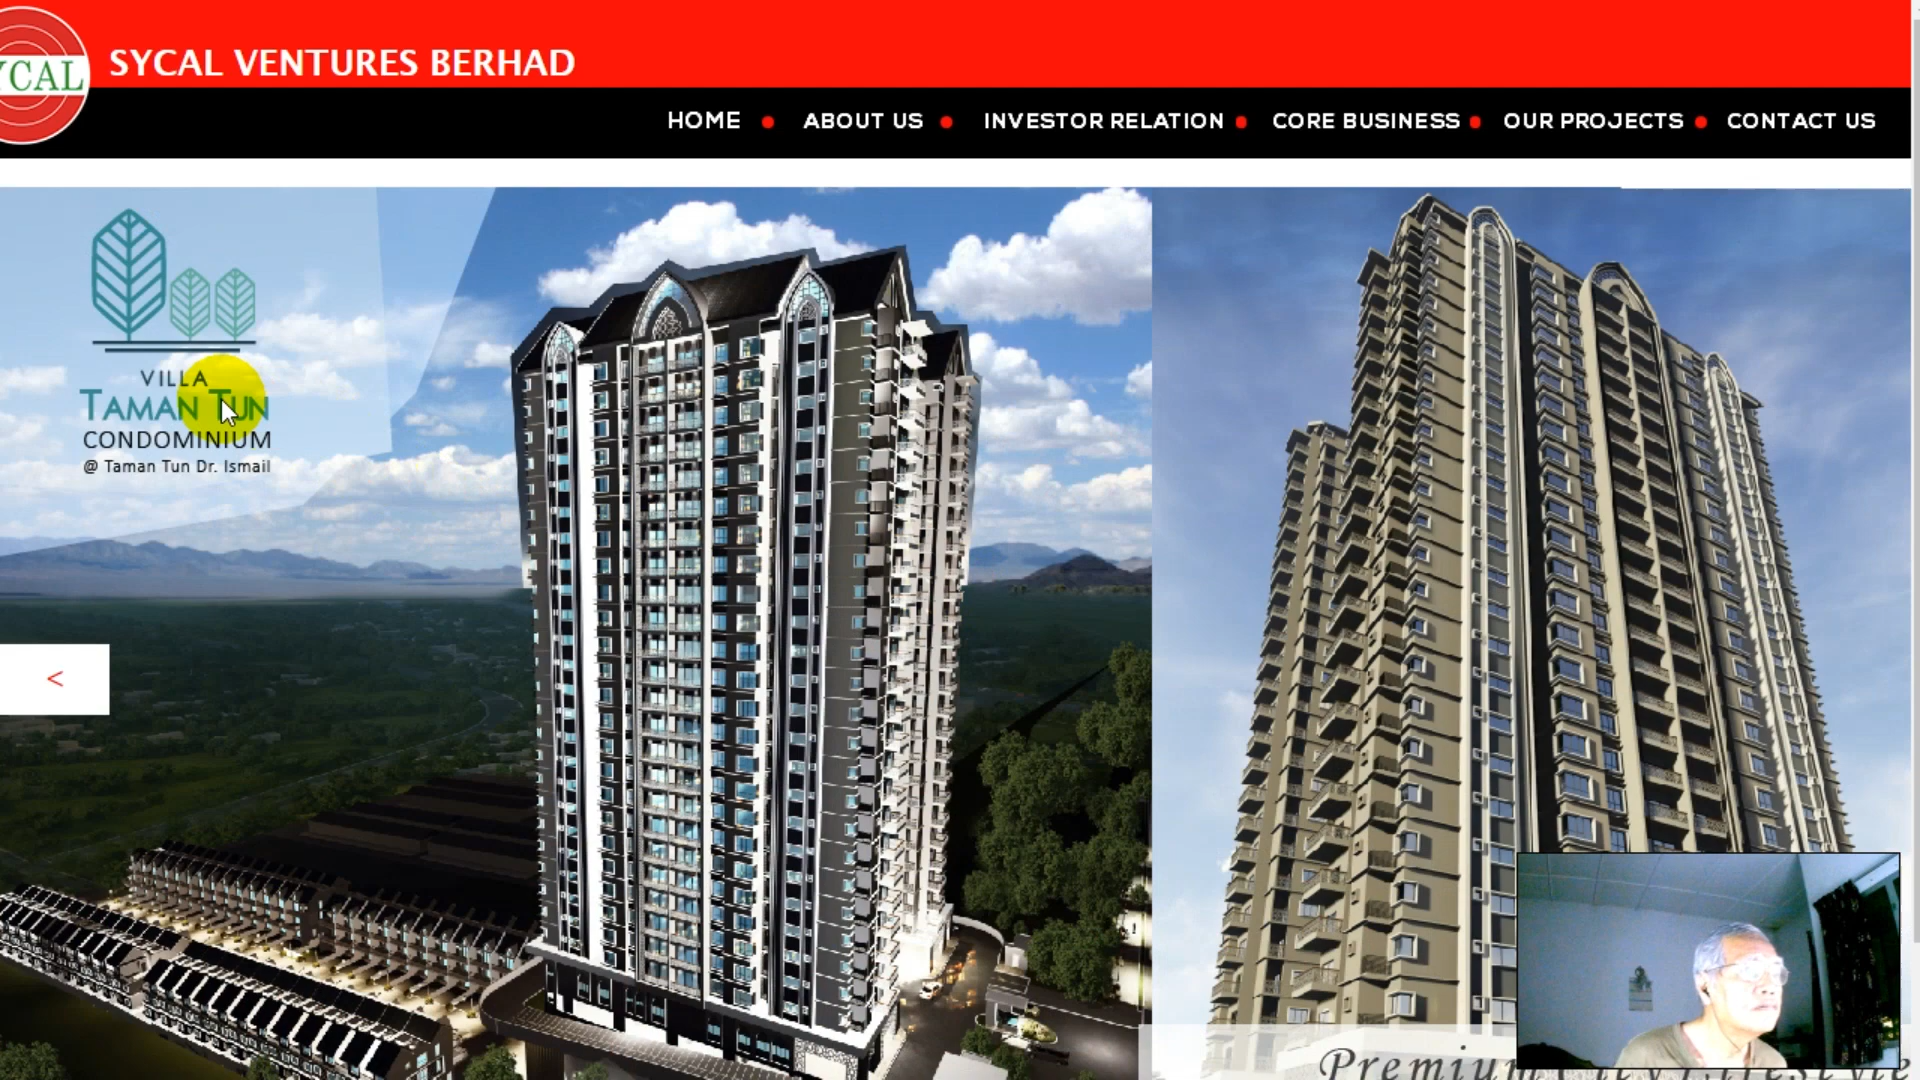 YCAL
SYCAL VENTURES BERHAD
HOME
ABOUT US
INVESTOR RELATION
CORE BUSINESS
OUR PROJECTS
CONTACT US
VILLA
TAMAN TUN
CONDOMINIUM
@ Taman Tun Dr. Ismail
<
Premium